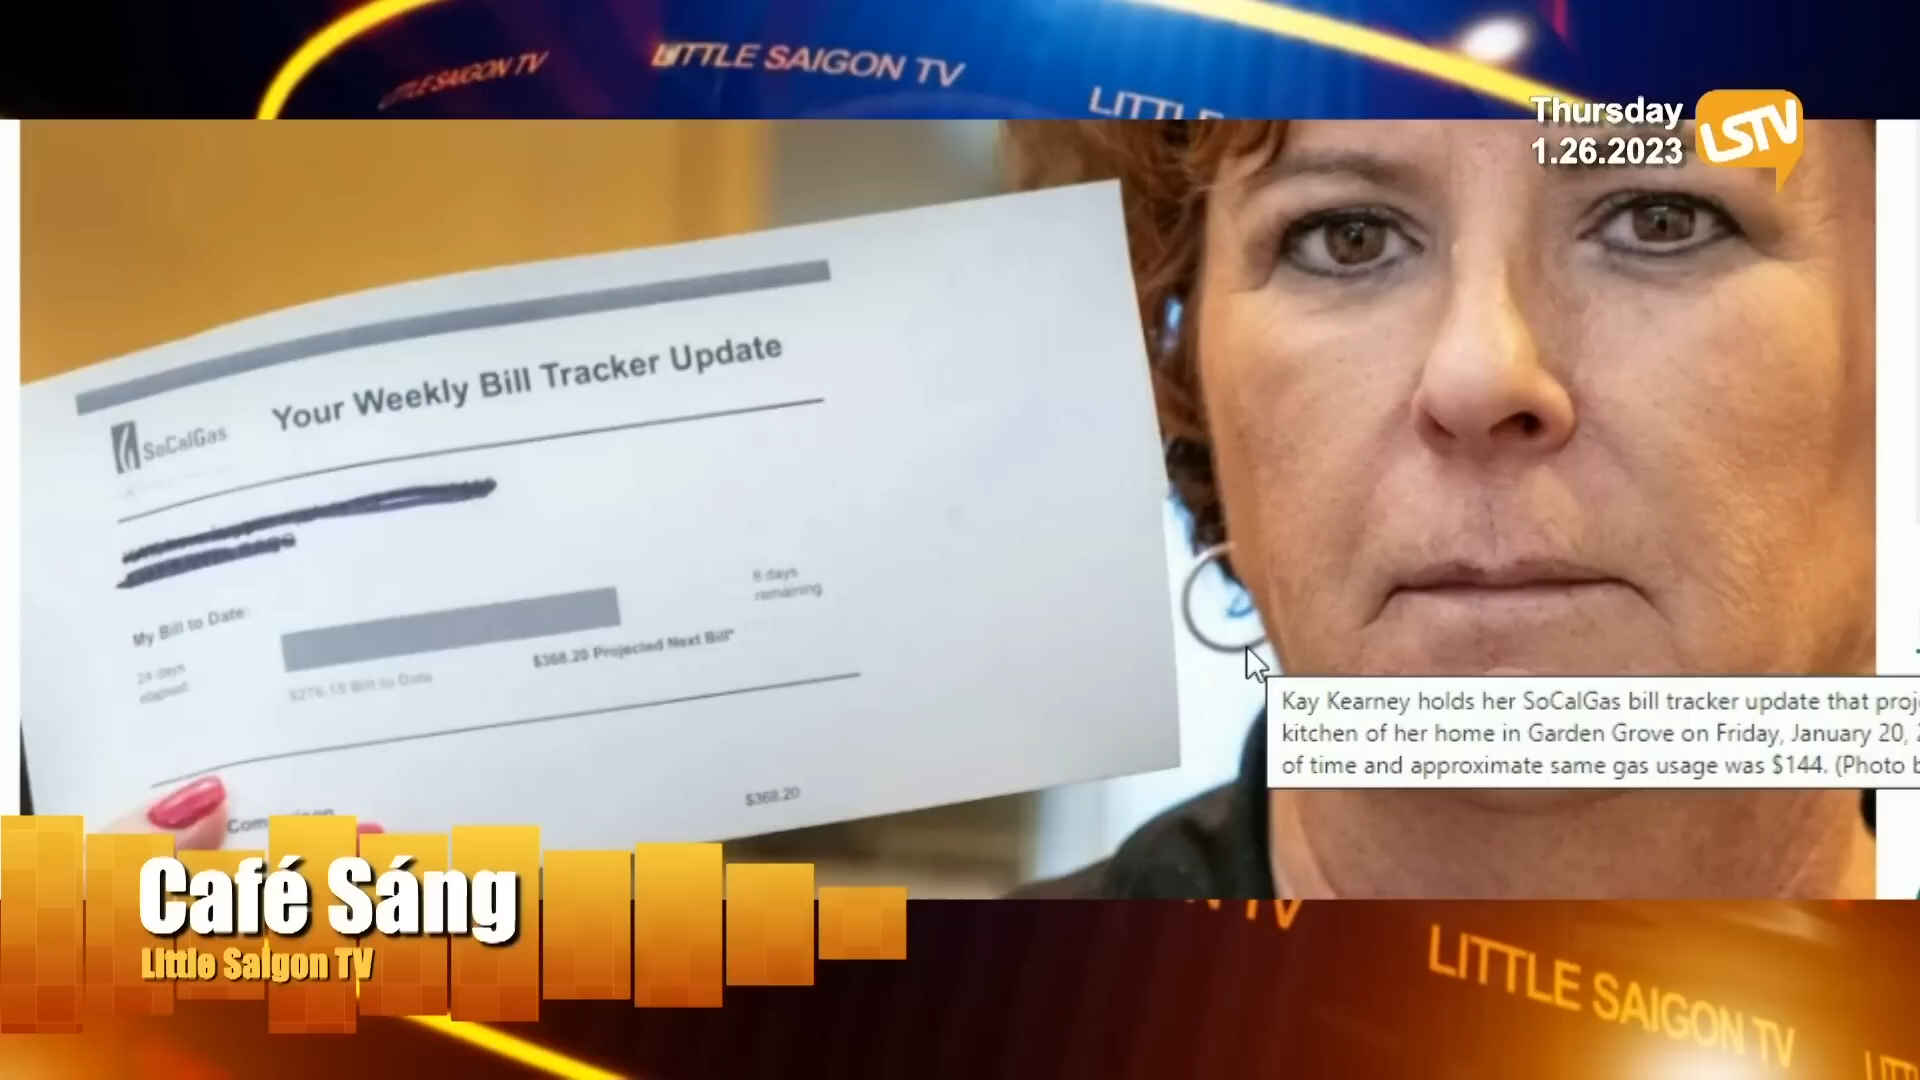 LITTLE SAIGON TV
LITTLE SAIGON TV
LITTLE
Thursday
1.26.2023
LSTV
Your Weekly Bill Tracker Update
SoCalGas
My Bill to Date:
24 days
elapsed
$276.15 Bill to Date
$368.20 Projected Next Bill*
days
remaining
$368.20
Kay Kearney holds her SoCalGas bill tracker update that proj
kitchen of her home in Garden Grove on Friday, January 20,
of time and approximate same gas usage was $144. (Photo b
Café Sáng
Little Saigon TV
TV
LITTLE SAIGON TV